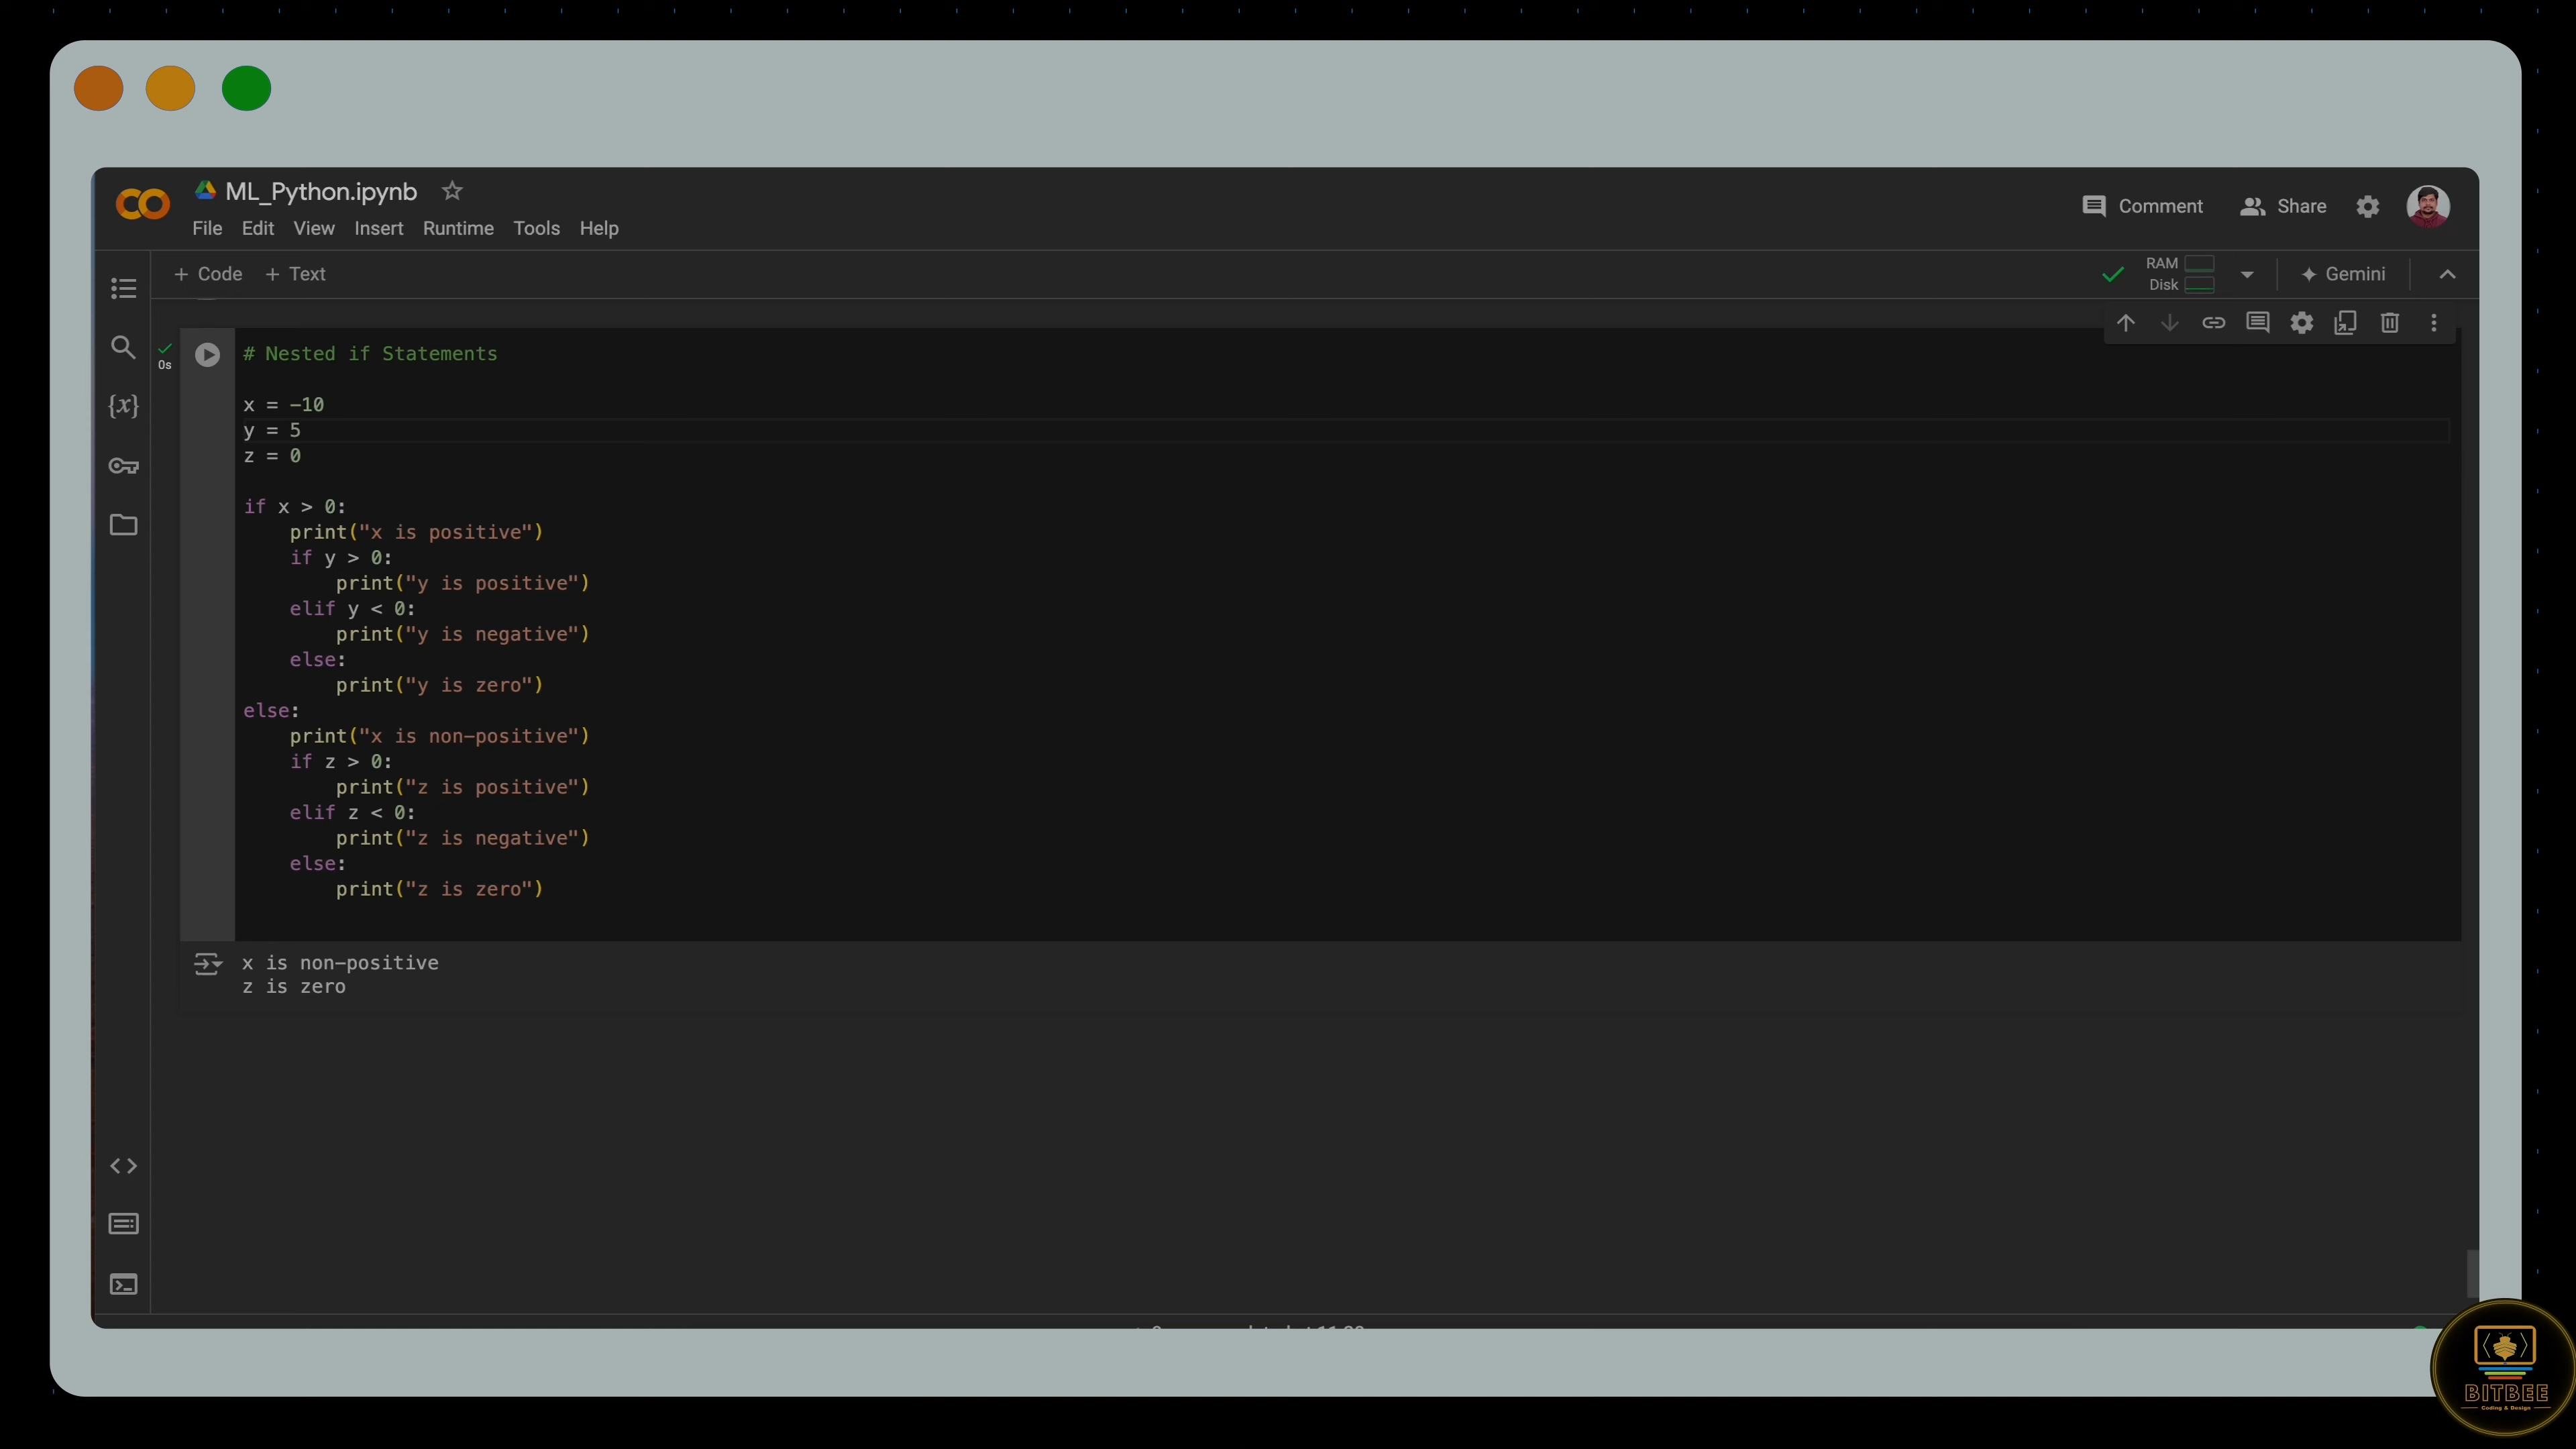 ML_Python.ipynb
File Edit View Insert Runtime Tools Help
Comment Share
+ Code + Text
RAM
Disk
Gemini
0s
{x}
# Nested if Statements
x = -10
y = 5
z = 0
if x > 0:
    print("x is positive")
    if y > 0:
        print("y is positive")
    elif y < 0:
        print("y is negative")
    else:
        print("y is zero")
else:
    print("x is non-positive")
    if z > 0:
        print("z is positive")
    elif z < 0:
        print("z is negative")
    else:
        print("z is zero")
x is non-positive
z is zero
BITBEE
Coding & Design